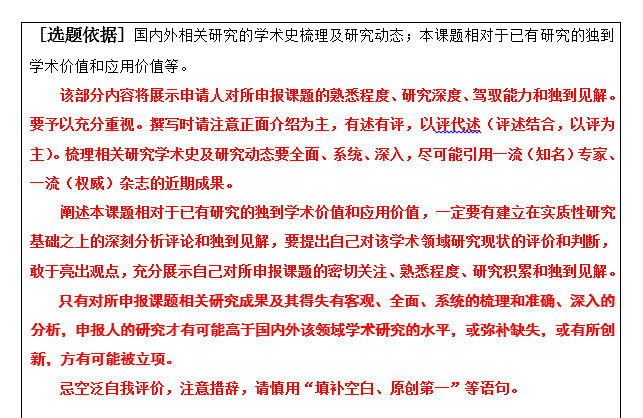 [选题依据] 国内外相关研究的学术史梳理及研究动态；本课题相对于已有研究的独到
学术价值和应用价值等。
该部分内容将展示申请人对所申报课题的熟悉程度、研究深度、驾驭能力和独到见解。
要予以充分重视。撰写时请注意正面介绍为主，有述有评，以评代述（评述结合，以评为
主）。梳理相关研究学术史及研究动态要全面、系统、深入，尽可能引用一流（知名）专家、
一流（权威）杂志的近期成果。
阐述本课题相对于已有研究的独到学术价值和应用价值，一定要有建立在实质性研究
基础之上的深刻分析评论和独到见解，要提出自己对该学术领域研究现状的评价和判断，
敢于亮出观点，充分展示自己对所申报课题的密切关注、熟悉程度、研究积累和独到见解。
只有对所申报课题相关研究成果及其得失有客观、全面、系统的梳理和准确、深入的
分析，申报人的研究才有可能高于国内外该领域学术研究的水平，或弥补缺失，或有所创
新，方有可能被立项。
忌空泛自我评价，注意措辞，请慎用“填补空白、原创第一”等语句。